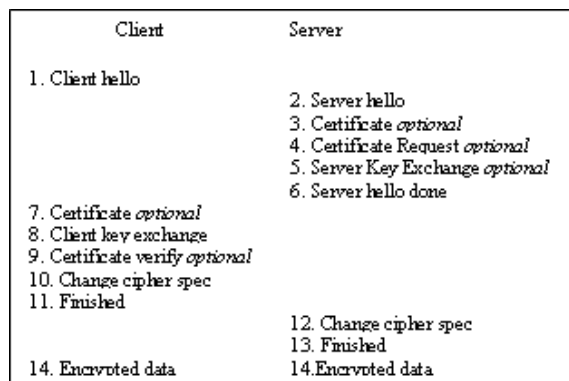 Client Server
1. Client hello
2. Server hello
3. Certificate optional
4. Certificate Request optional
5. Server Key Exchange optional
6. Server hello done
7. Certificate optional
8. Client key exchange
9. Certificate verify optional
10. Change cipher spec
11. Finished
12. Change cipher spec
13. Finished
14. Encrypted data 14.Encrypted data